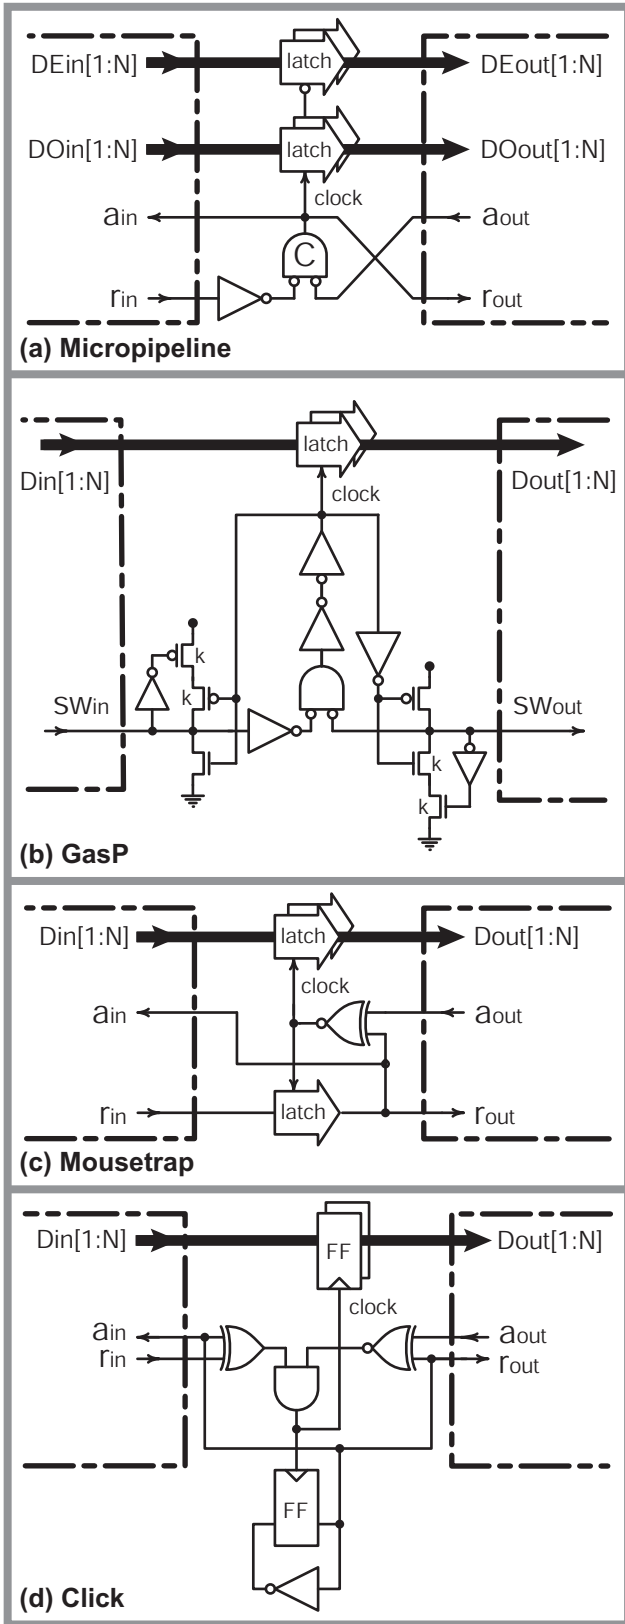 DEin[1:N] latch DEout[1:N]
DOin[1:N] latch DOout[1:N]
clock
ain aout
C
rin rout
(a) Micropipeline
latch
Din[1:N] clock Dout[1:N]
k
k
SWin SWout
k
k
(b) GasP
Din[1:N] latch Dout[1:N]
clock
ain aout
rin latch rout
(c) Mousetrap
Din[1:N] FF Dout[1:N]
clock
ain aout
rin rout
FF
(d) Click